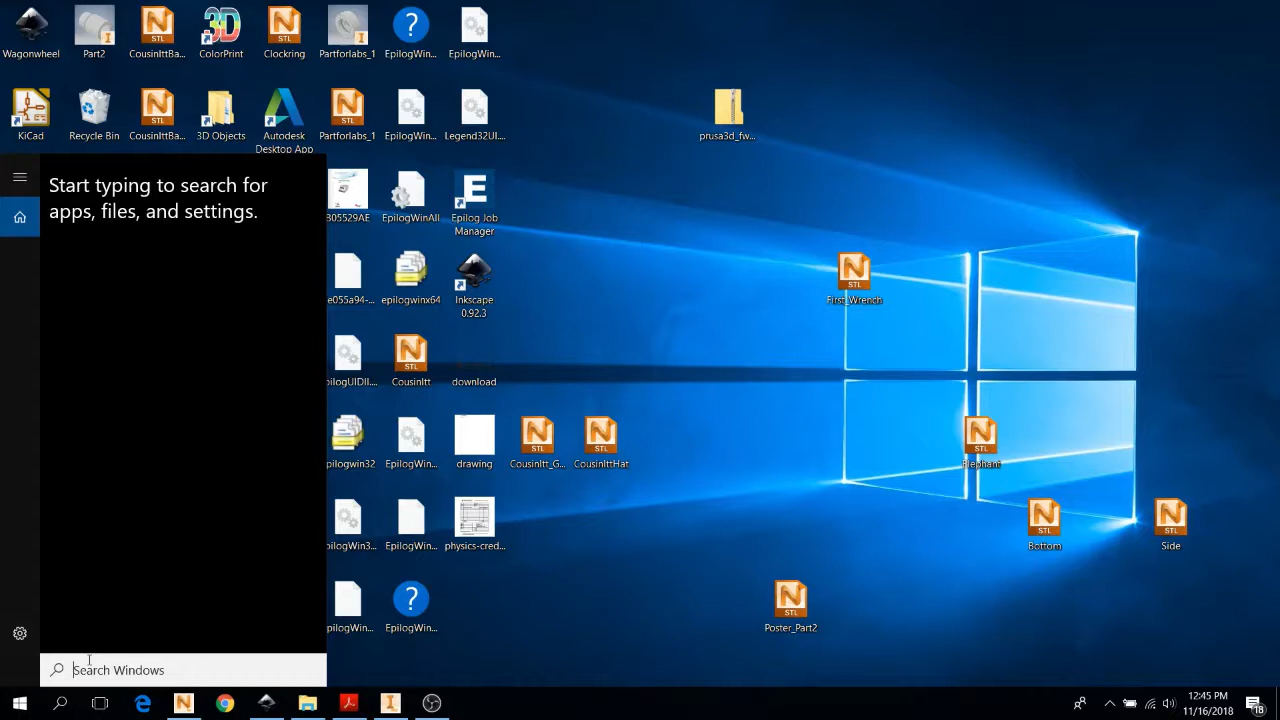 Wagonwheel
Part2
CousinIttBa...
ColorPrint
Clockring
Partforlabs_1
EpilogWin...
EpilogWin...
KiCad
Recycle Bin
CousinIttBa...
3D Objects
Autodesk
Desktop App
Partforlabs_1
EpilogWin...
Legend32UI....
prusa3d_fw...
Start typing to search for
apps, files, and settings.
305529AE
EpilogWinAll
Epilog Job
Manager
e055a94-...
epilogwinx64
Inkscape
0.92.3
First_Wrench
pilogUIDll....
CousinItt
download
pilogwin32
EpilogWin...
drawing
CousinItt_G...
CousinIttHat
Elephant
pilogWin3...
EpilogWin...
physics-cred...
Bottom
Side
pilogWin...
EpilogWin...
Poster_Part2
Search Windows
12:45 PM
11/16/2018
18